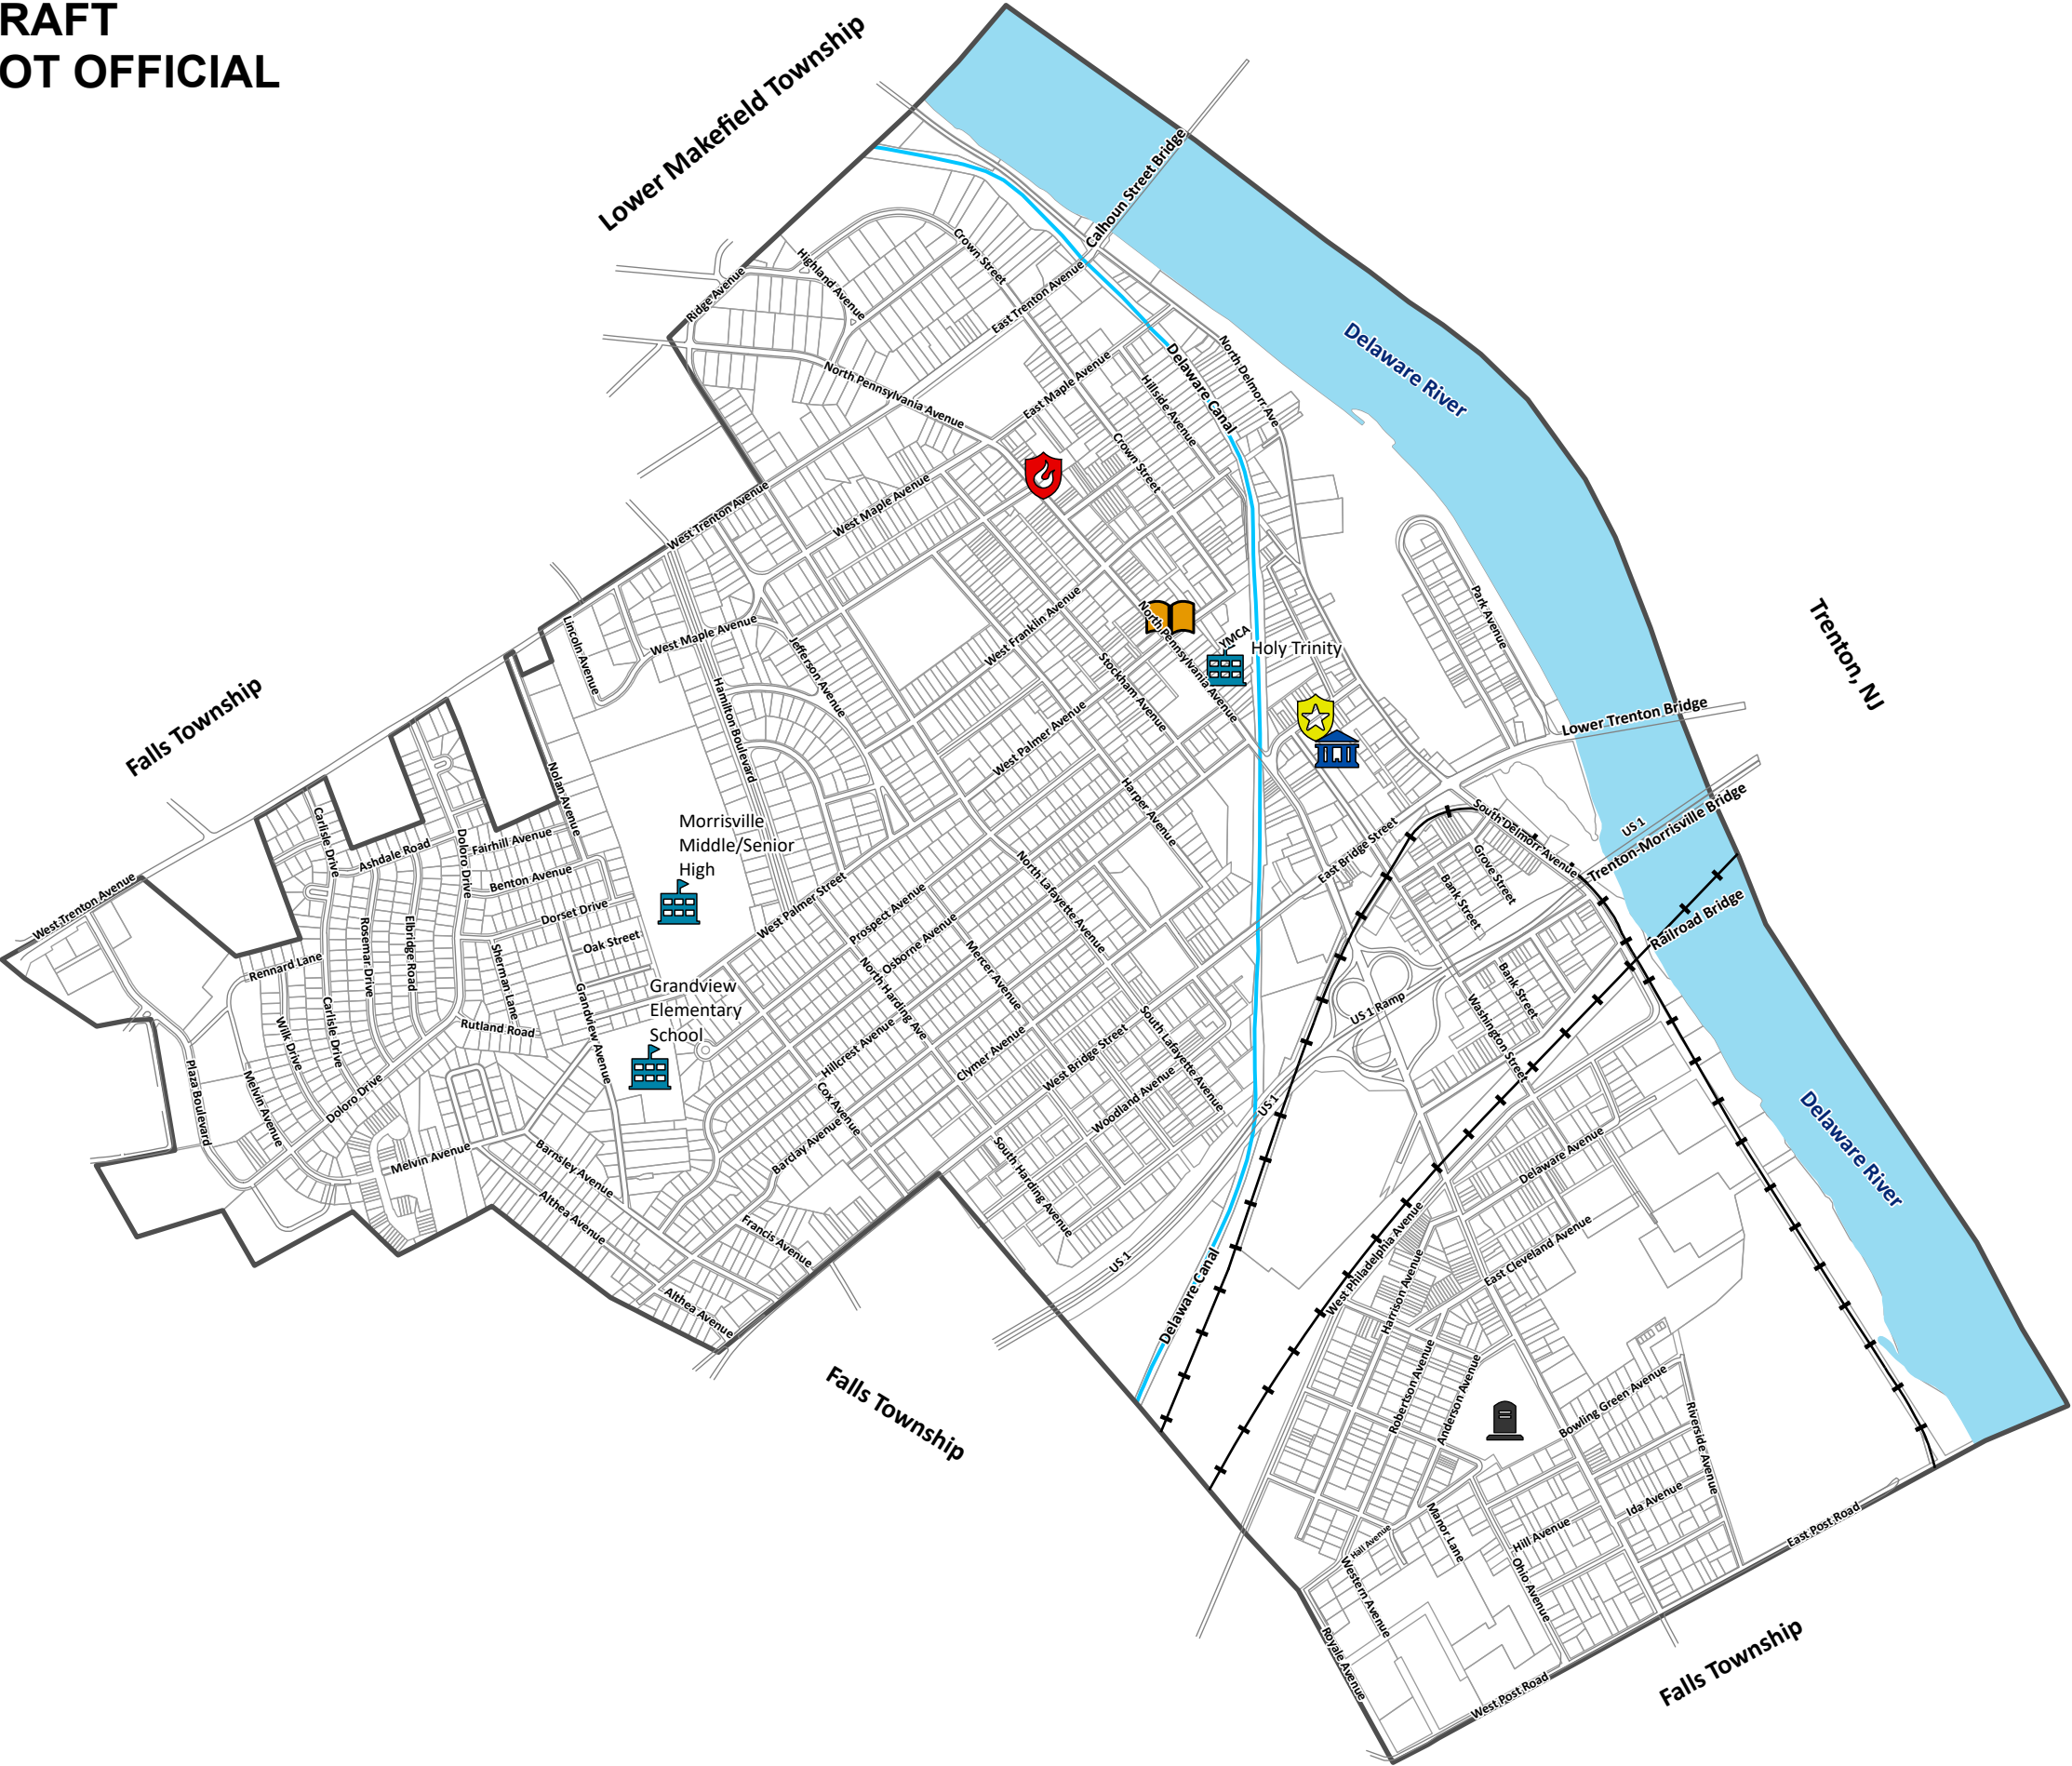 RAFT
OT OFFICIAL
Lower Makefield Township
Calhoun Street Bridge
Crown Street
Highland Avenue
Ridge Avenue
East Trenton Avenue
Delaware River
North Delmorr Ave
Delaware Canal
East Maple Avenue
Hillside Avenue
North Pennsylvania Avenue
Crown Street
West Maple Avenue
West Trenton Avenue
Park Avenue
Trenton, NJ
West Franklin Avenue
North Pennsylvania Avenue
YMCA
Holy Trinity
Lincoln Avenue
West Maple Avenue
Jefferson Avenue
Stockham Avenue
Falls Township
Hamilton Boulevard
West Palmer Avenue
Lower Trenton Bridge
Nolan Avenue
Harper Avenue
US 1
Trenton-Morrisville Bridge
South Delmorr Avenue
Carlisle Drive
Ashdale Road
Doloro Drive
Fairhill Avenue
Morrisville
Middle/Senior
High
East Bridge Street
Grove Street
Bank Street
Benton Avenue
West Trenton Avenue
Dorset Drive
West Palmer Street
Prospect Avenue
North Lafayette Avenue
Railroad Bridge
Rosemar Drive
Elbridge Road
Oak Street
Osborne Avenue
Mercer Avenue
Rennard Lane
Sherman Lane
North Harding Ave
Bank Street
Grandview
Elementary
School
Grandview Avenue
US 1 Ramp
Washington Street
Wilk Drive
Carlisle Drive
Rutland Road
Hillcrest Avenue
Clymer Avenue
West Bridge Street
South Lafayette Avenue
Plaza Boulevard
Melvin Avenue
Doloro Drive
Cox Avenue
Woodland Avenue
US 1
Delaware River
Melvin Avenue
Barnsley Avenue
Barclay Avenue
South Harding Avenue
Delaware Avenue
Althea Avenue
Francis Avenue
US 1
West Philadelphia Avenue
East Cleveland Avenue
Harrison Avenue
Delaware Canal
Althea Avenue
Falls Township
Robertson Avenue
Anderson Avenue
Bowling Green Avenue
Riverside Avenue
Ida Avenue
East Post Road
Hall Avenue
Manor Lane
Hill Avenue
Western Avenue
Ohio Avenue
Royale Avenue
West Post Road
Falls Township